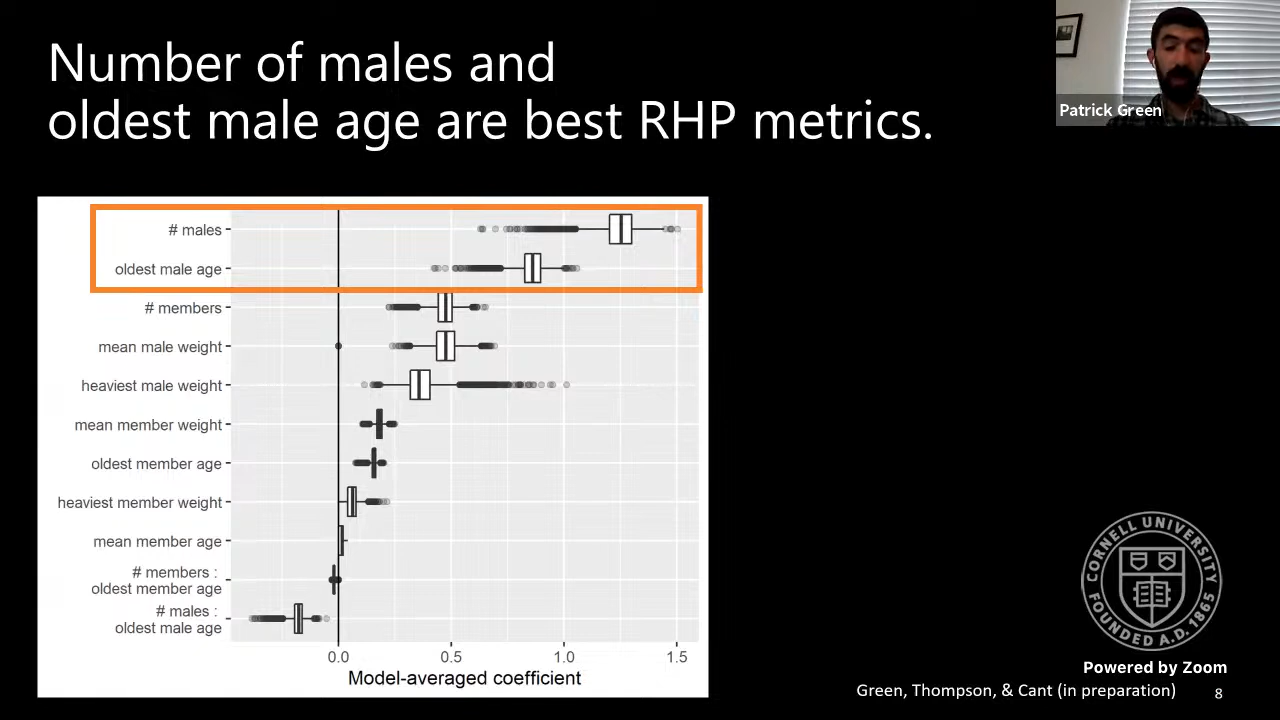 Number of males and
oldest male age are best RHP metrics.
Patrick Green
# males
oldest male age
# members
mean male weight
heaviest male weight
mean member weight
oldest member age
heaviest member weight
mean member age
# members :
oldest member age
# males :
oldest male age
0.0 0.5 1.0 1.5
Model-averaged coefficient
CORNELL UNIVERSITY
FOUNDED A.D. 1865
Powered by Zoom
Green, Thompson, & Cant (in preparation) 8